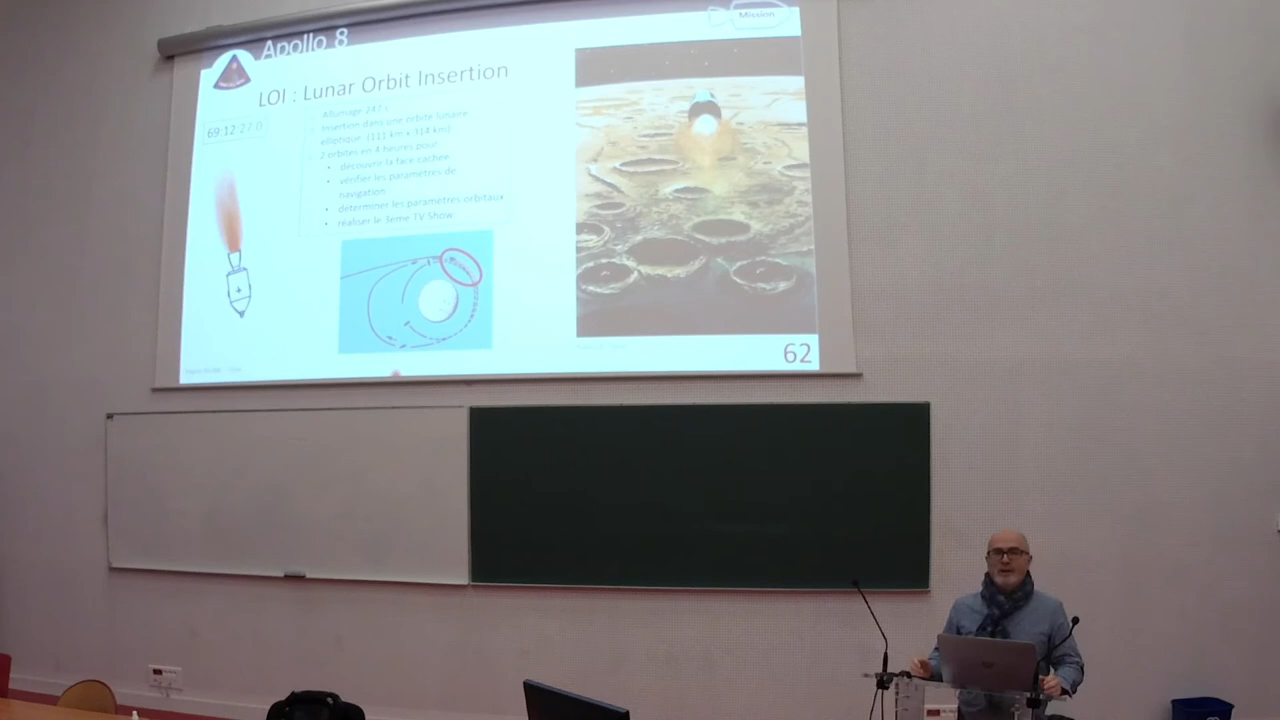 Apollo 8
Mission
LOI : Lunar Orbit Insertion
69:12:27.0
Allumage 247 s
Insertion dans une orbite lunaire
elliptique (111 km x 314 km)
2 orbites en 4 heures pour
• découvrir la face cachée
• vérifier les paramètres de
navigation
• déterminer les paramètres orbitaux
• réaliser le 3ème TV Show
62